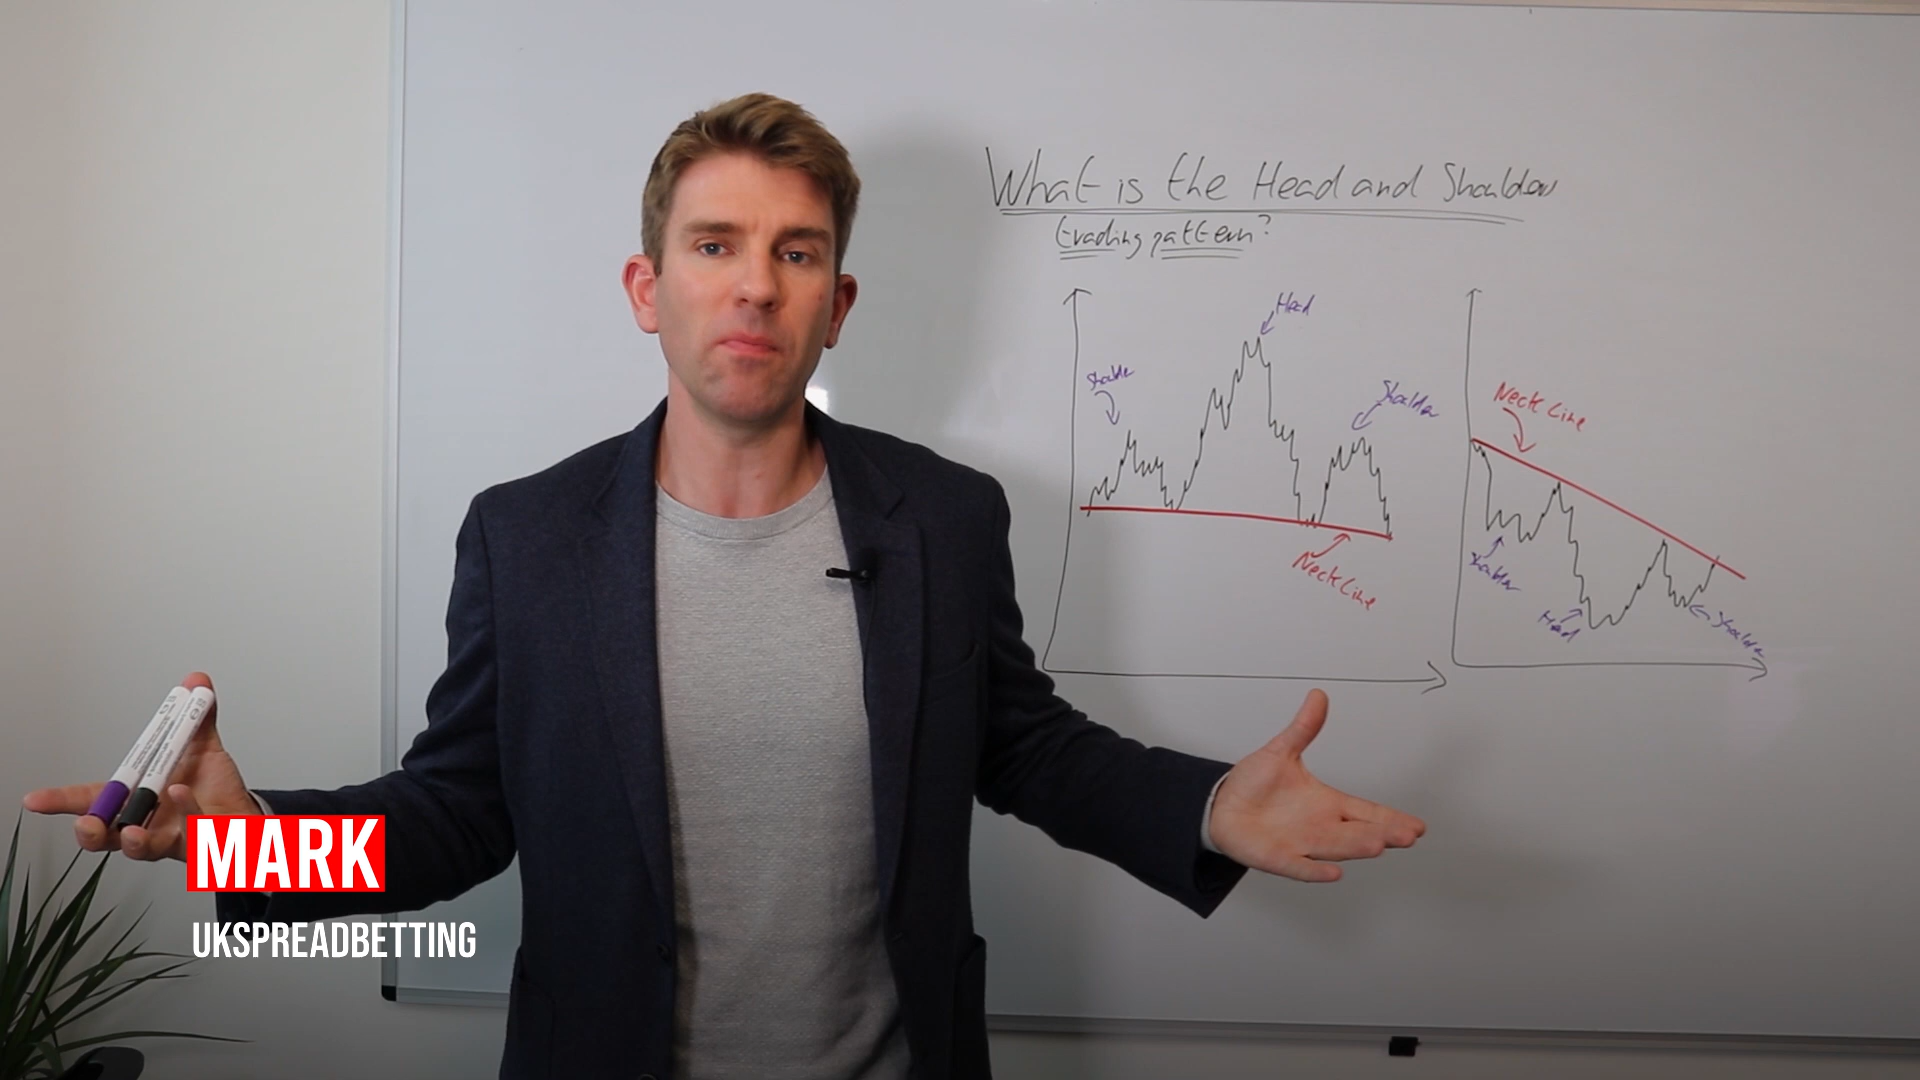 What is the Head and Shoulder
trading pattern?
Head
Shoulder
Shoulder
Neck Line
Neck Line
Shoulder
Head
Shoulder
MARK
UKSPREADBETTING